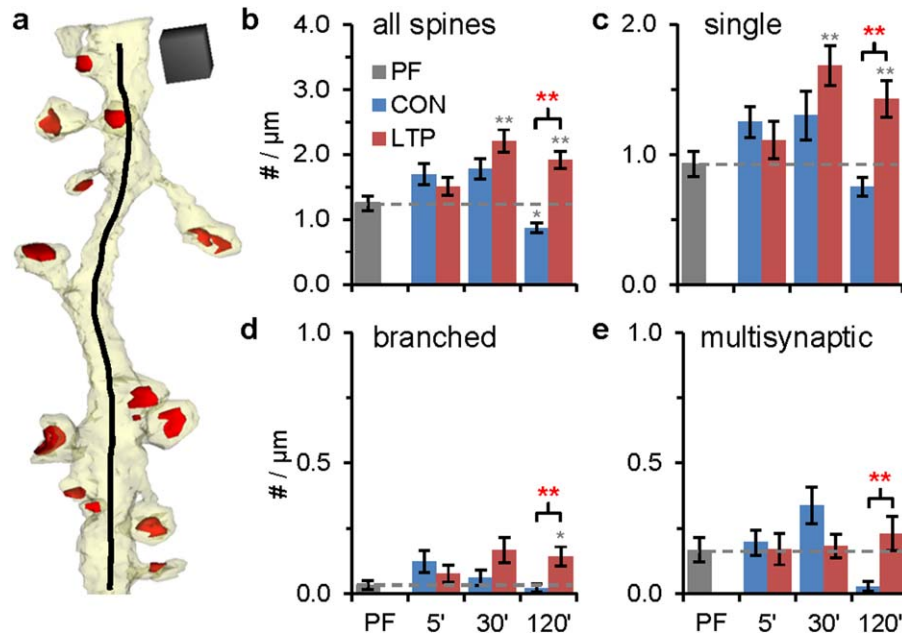 a
b all spines
c single
4.0
3.0
2.0
1.0
0.0
# / µm
PF
CON
LTP
**
**
**
*
2.0
1.0
0.0
**
**
**
d branched
e multisynaptic
1.0
0.5
0.0
# / µm
**
*
1.0
0.5
0.0
**
PF 5' 30' 120'
PF 5' 30' 120'